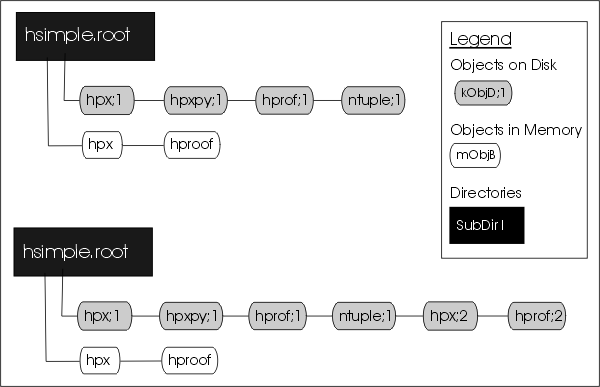 hsimple.root
hpx;1 hpxpy;1 hprof;1 ntuple;1
hpx hproof
Legend
Objects on Disk
kObjD;1
Objects in Memory
mObjB
Directories
SubDir1
hsimple.root
hpx;1 hpxpy;1 hprof;1 ntuple;1 hpx;2 hprof;2
hpx hproof